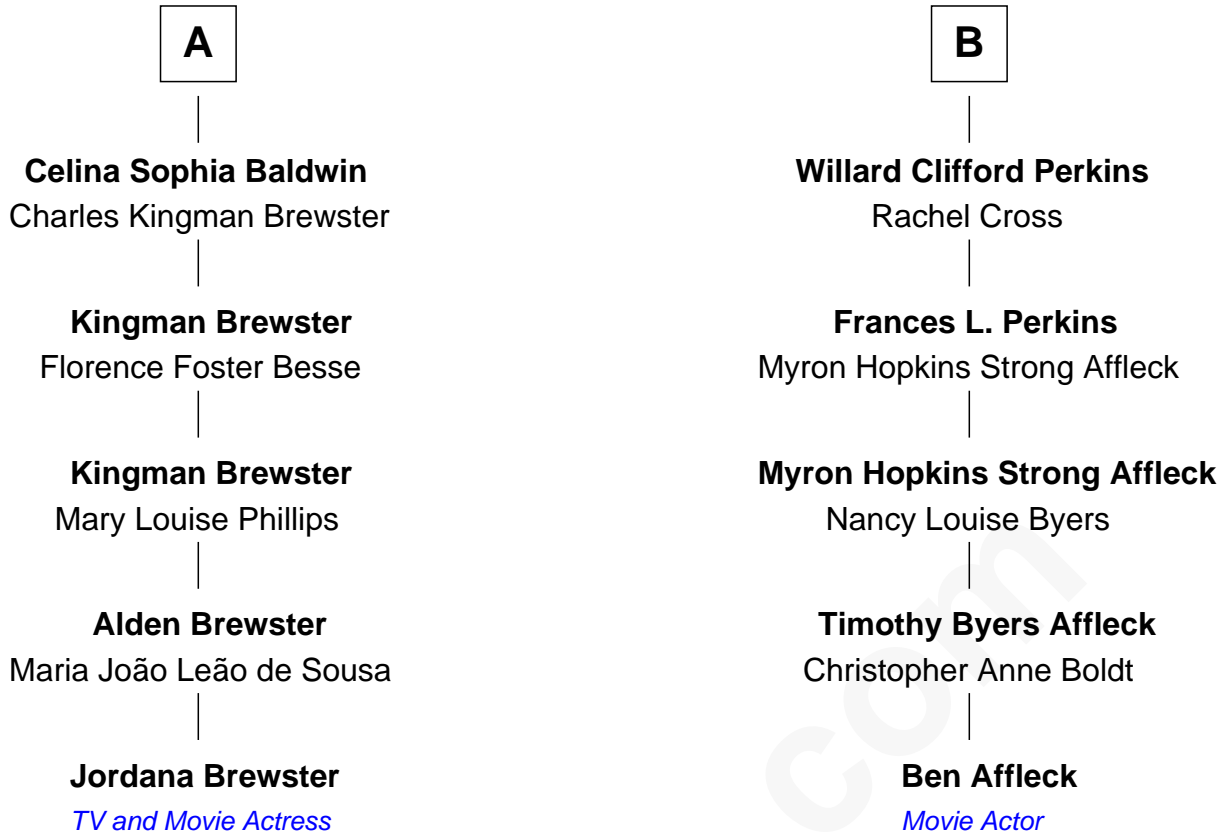 A
Celina Sophia Baldwin
Charles Kingman Brewster
Kingman Brewster
Florence Foster Besse
Kingman Brewster
Mary Louise Phillips
Alden Brewster
Maria João Leão de Sousa
Jordana Brewster
TV and Movie Actress
B
Willard Clifford Perkins
Rachel Cross
Frances L. Perkins
Myron Hopkins Strong Affleck
Myron Hopkins Strong Affleck
Nancy Louise Byers
Timothy Byers Affleck
Christopher Anne Boldt
Ben Affleck
Movie Actor
com